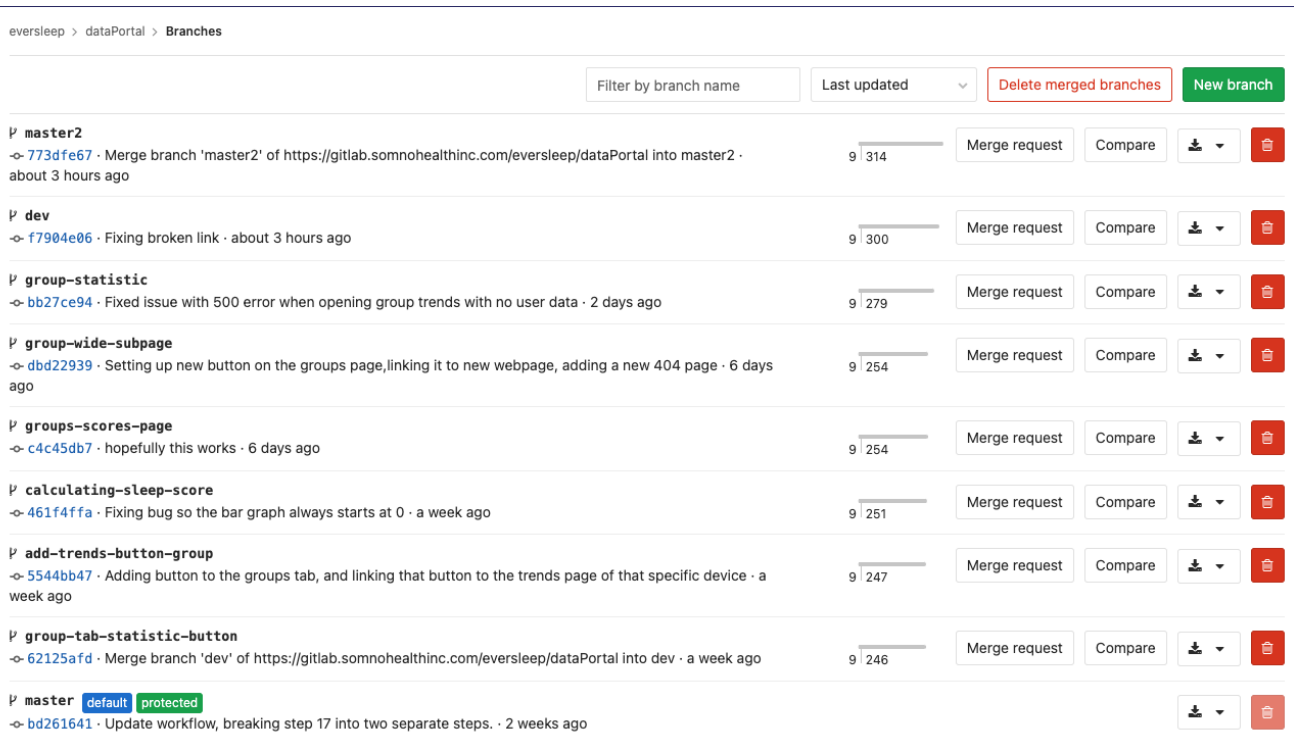 eversleep > dataPortal > Branches
Filter by branch name
Last updated
Delete merged branches
New branch
master2
773dfe67 · Merge branch 'master2' of https://gitlab.somnohealthinc.com/eversleep/dataPortal into master2 ·
about 3 hours ago
9 314
Merge request
Compare
dev
f7904e06 · Fixing broken link · about 3 hours ago
9 300
Merge request
Compare
group-statistic
bb27ce94 · Fixed issue with 500 error when opening group trends with no user data · 2 days ago
9 279
Merge request
Compare
group-wide-subpage
dbd22939 · Setting up new button on the groups page,linking it to new webpage, adding a new 404 page · 6 days
ago
9 254
Merge request
Compare
groups-scores-page
c4c45db7 · hopefully this works · 6 days ago
9 254
Merge request
Compare
calculating-sleep-score
461f4ffa · Fixing bug so the bar graph always starts at 0 · a week ago
9 251
Merge request
Compare
add-trends-button-group
5544bb47 · Adding button to the groups tab, and linking that button to the trends page of that specific device · a
week ago
9 247
Merge request
Compare
group-tab-statistic-button
62125afd · Merge branch 'dev' of https://gitlab.somnohealthinc.com/eversleep/dataPortal into dev · a week ago
9 246
Merge request
Compare
master default protected
bd261641 · Update workflow, breaking step 17 into two separate steps. · 2 weeks ago